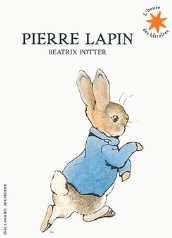 L'heure des histoires
PIERRE LAPIN
BEATRIX POTTER
GALLIMARD JEUNESSE